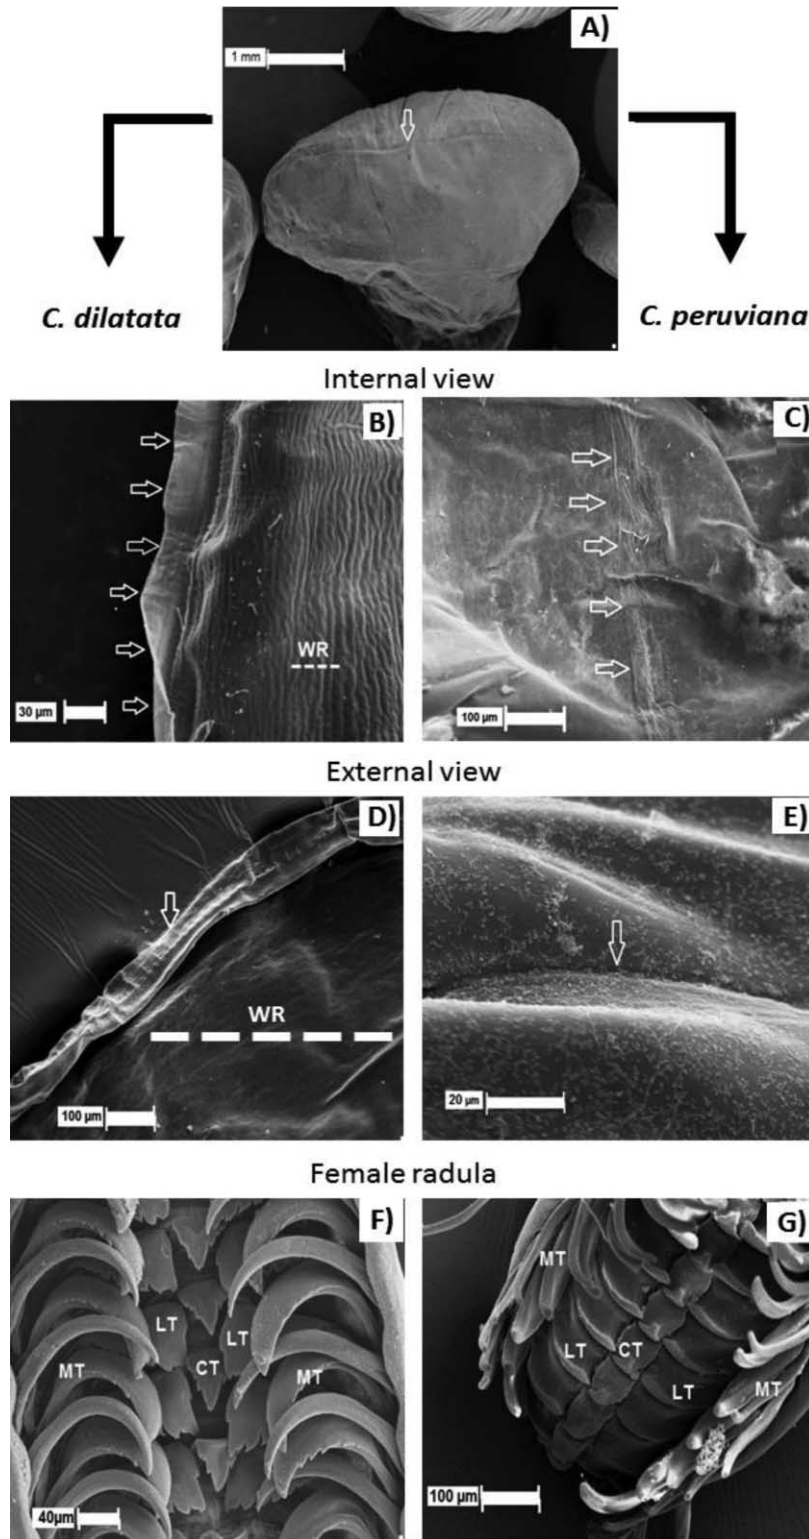 A)
1 mm
C. dilatata
C. peruviana
Internal view
B)
WR
30 µm
C)
100 µm
External view
D)
WR
100 µm
E)
20 µm
Female radula
F)
LT
LT
CT
MT
MT
40µm
G)
MT
LT
CT
LT
MT
100 µm